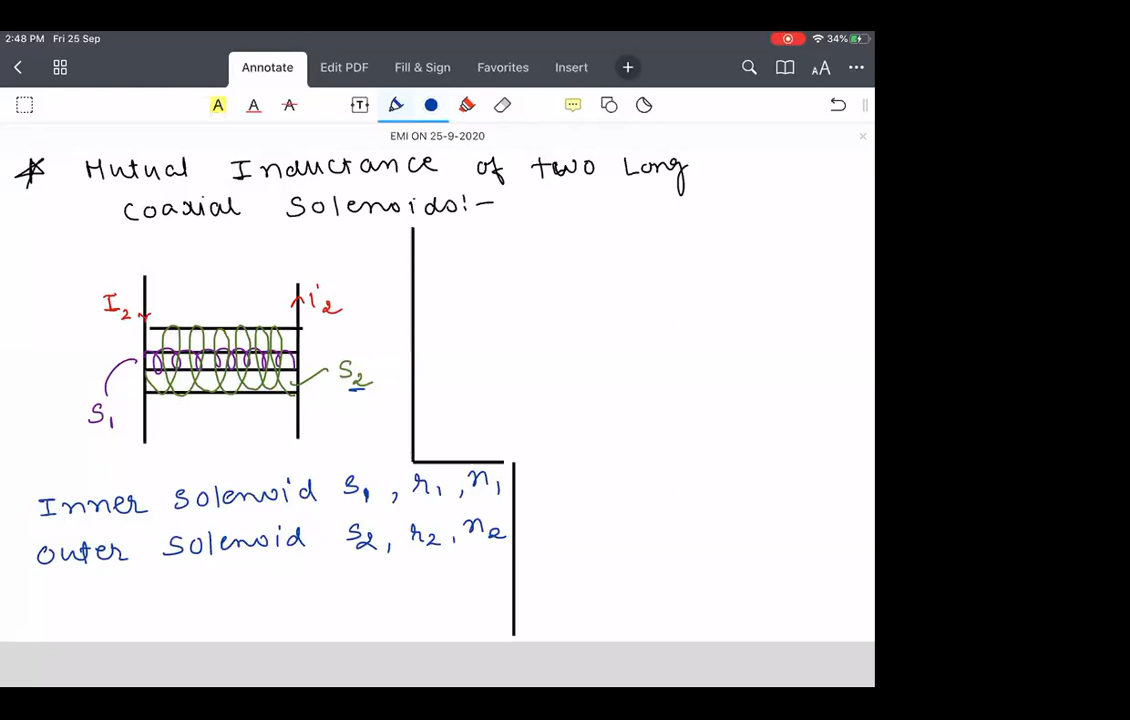 2:48 PM Fri 25 Sep
34%
Annotate Edit PDF Fill & Sign Favorites Insert
EMI ON 25-9-2020
Mutual Inductance of two Long
coaxial Solenoids:-
I2 i2
S2
S1
Inner Solenoid S1, r1, n1
outer Solenoid S2, r2, n2